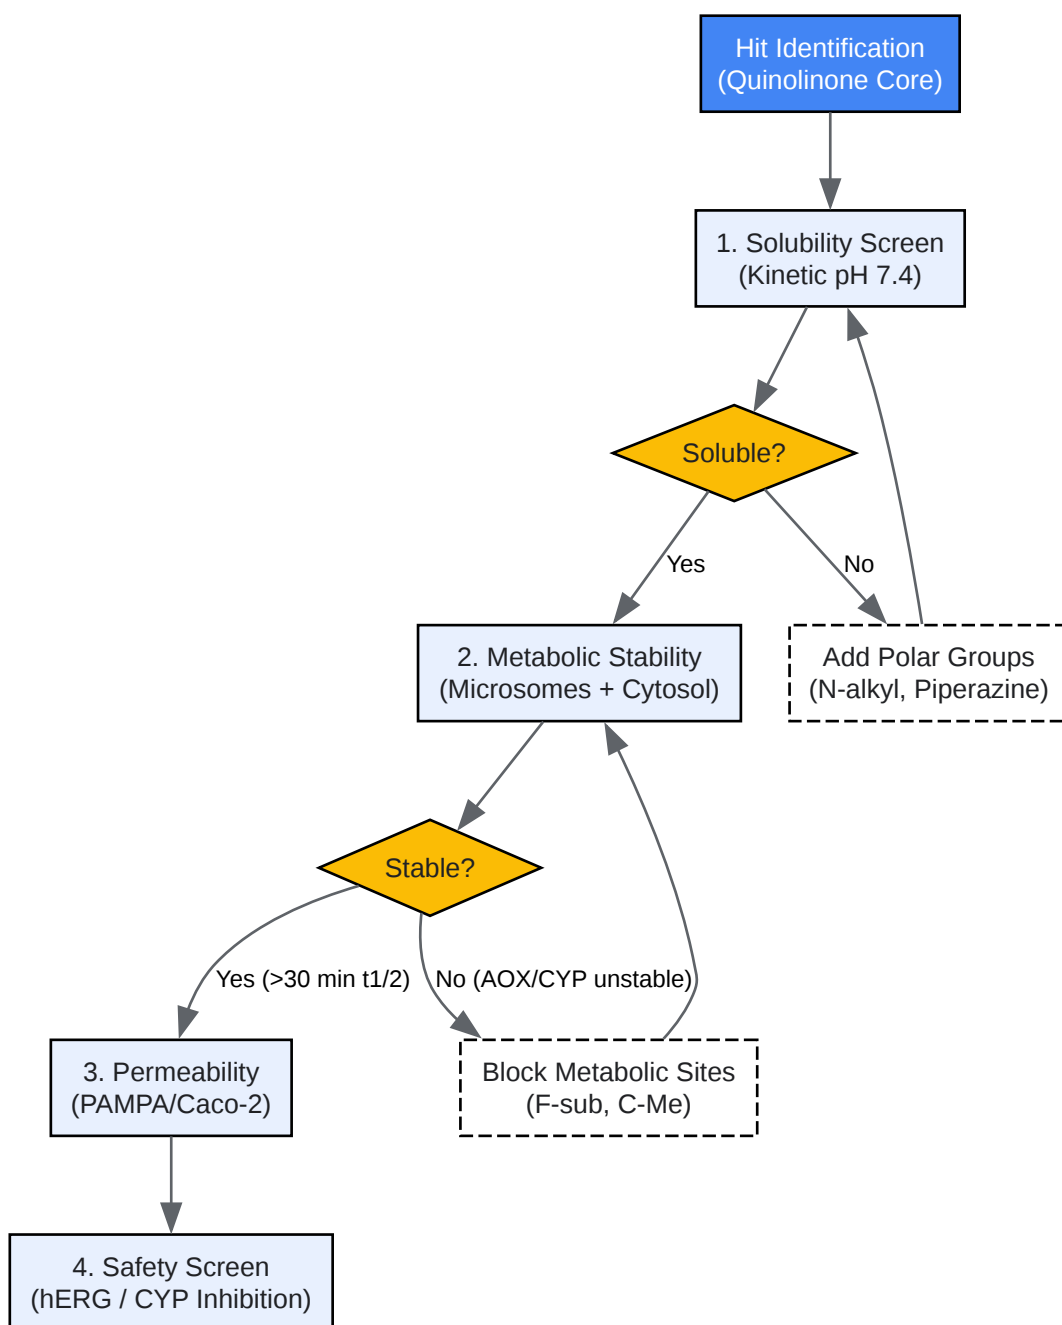 Hit Identification
(Quinolinone Core)
1. Solubility Screen
(Kinetic pH 7.4)
Soluble?
Yes
No
2. Metabolic Stability
(Microsomes + Cytosol)
Add Polar Groups
(N-alkyl, Piperazine)
Stable?
Yes (>30 min t1/2)
No (AOX/CYP unstable)
3. Permeability
(PAMPA/Caco-2)
Block Metabolic Sites
(F-sub, C-Me)
4. Safety Screen
(hERG / CYP Inhibition)